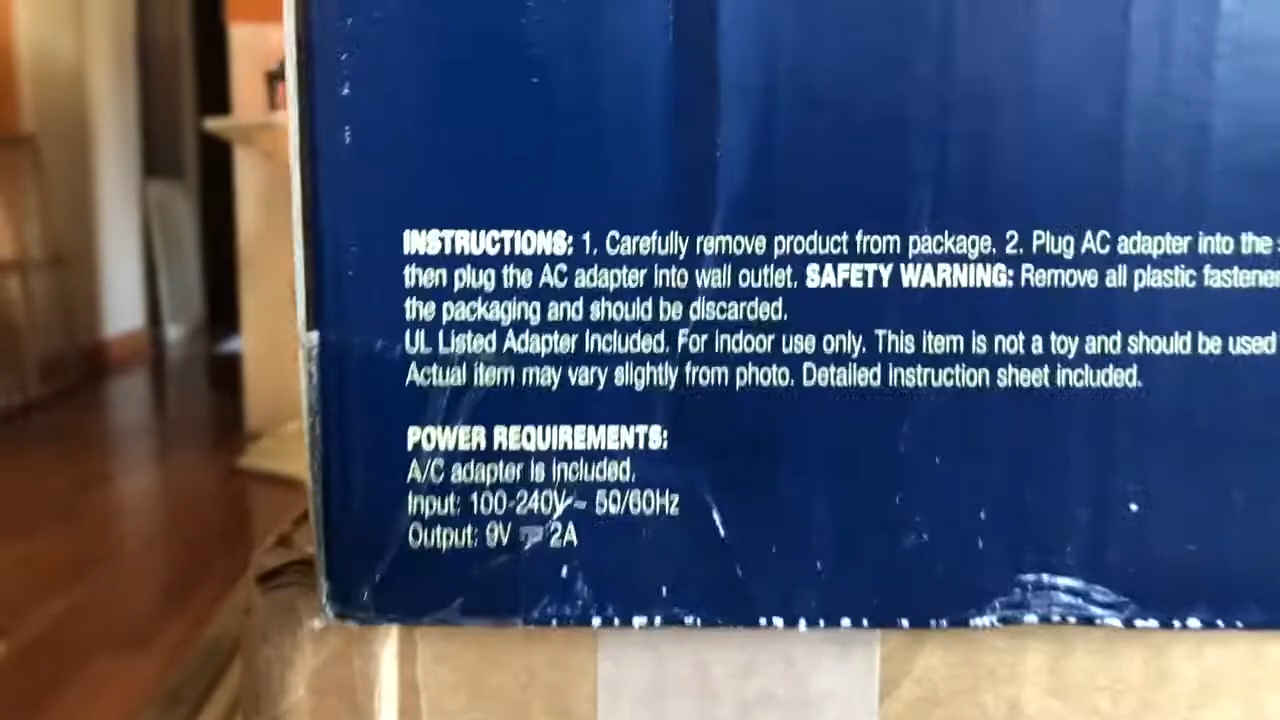 INSTRUCTIONS: 1. Carefully remove product from package. 2. Plug AC adapter into the
then plug the AC adapter into wall outlet. SAFETY WARNING: Remove all plastic fastener
the packaging and should be discarded.
UL Listed Adapter Included. For indoor use only. This item is not a toy and should be used
Actual item may vary slightly from photo. Detailed instruction sheet included.
POWER REQUIREMENTS:
A/C adapter is included.
Input: 100-240V~ 50/60Hz
Output: 9V ⎓ 2A